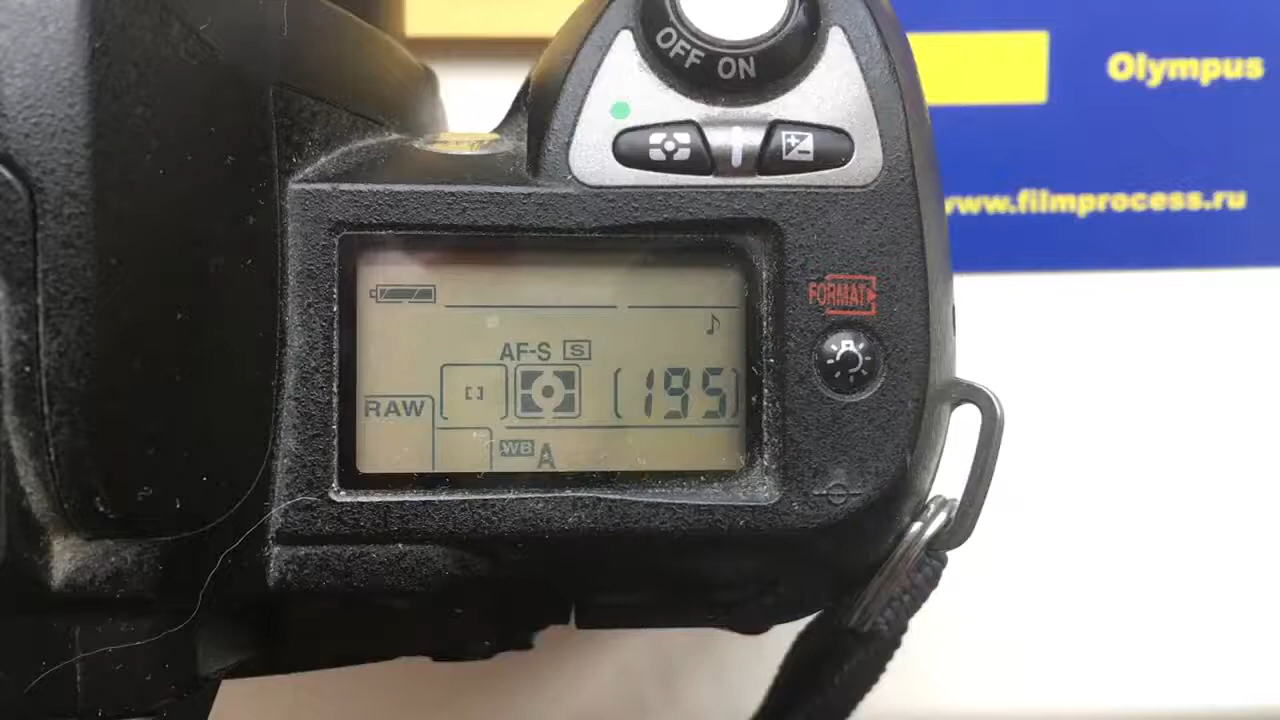 OFF ON
Olympus
www.filmprocess.ru
FORMAT
AF-S S
[195]
RAW
WB A